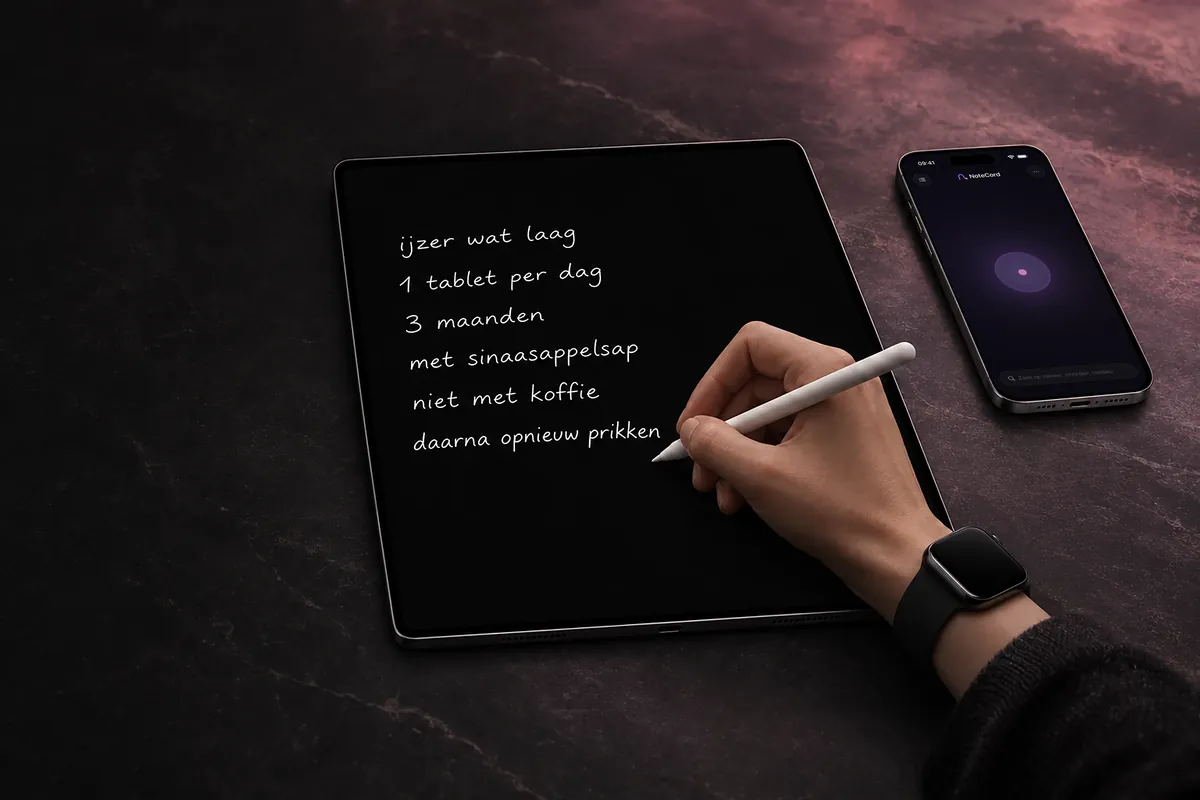 ijzer wat laag
1 tablet per dag
3 maanden
met sinaasappelsap
niet met koffie
daarna opnieuw prikken
09:41
NoteCord